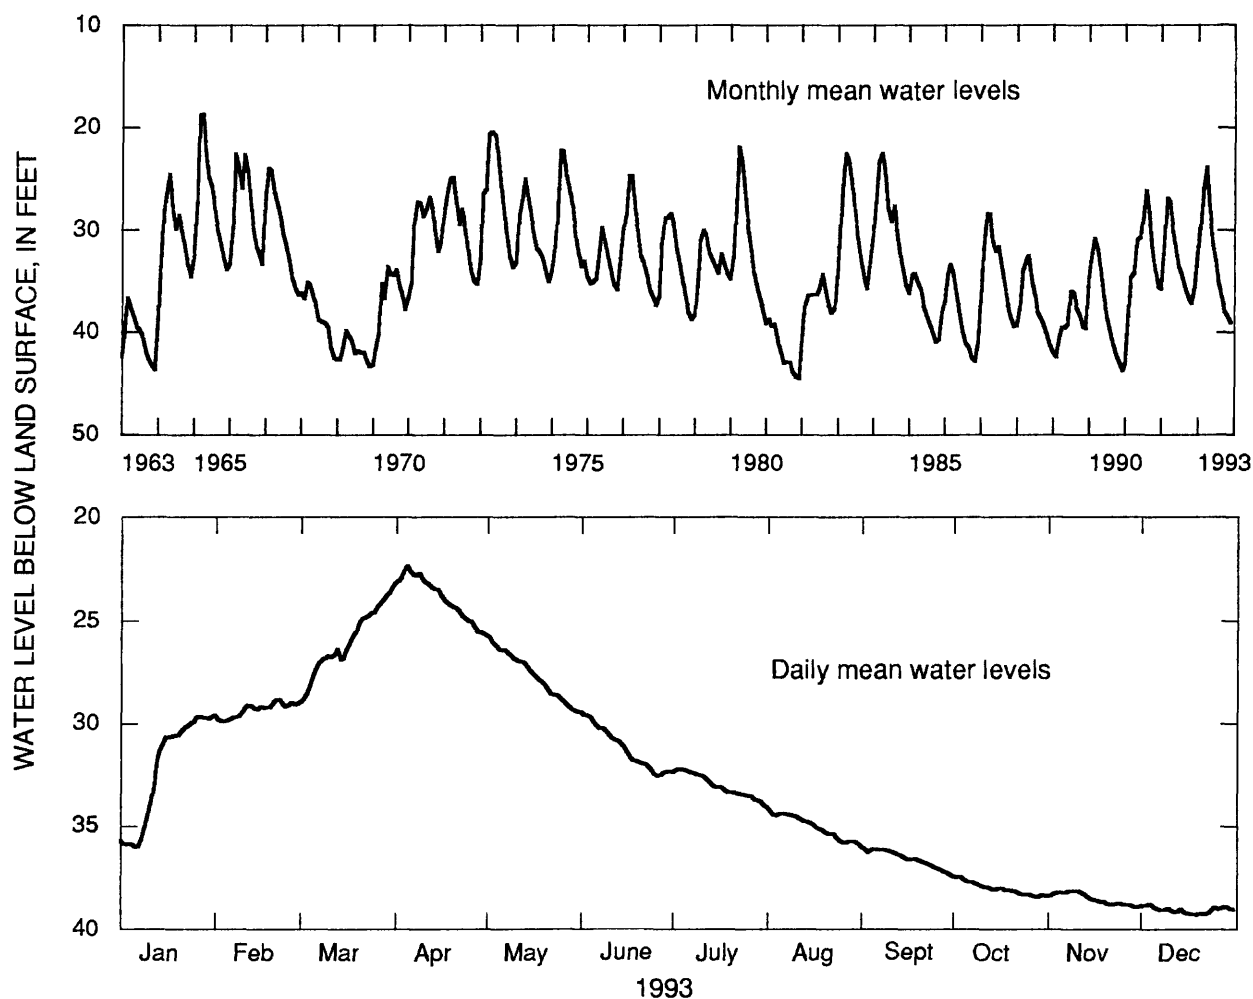 WATER LEVEL BELOW LAND SURFACE, IN FEET
10
20
30
40
50
Monthly mean water levels
1963 1965 1970 1975 1980 1985 1990 1993
20
25
30
35
40
Daily mean water levels
Jan Feb Mar Apr May June July Aug Sept Oct Nov Dec
1993